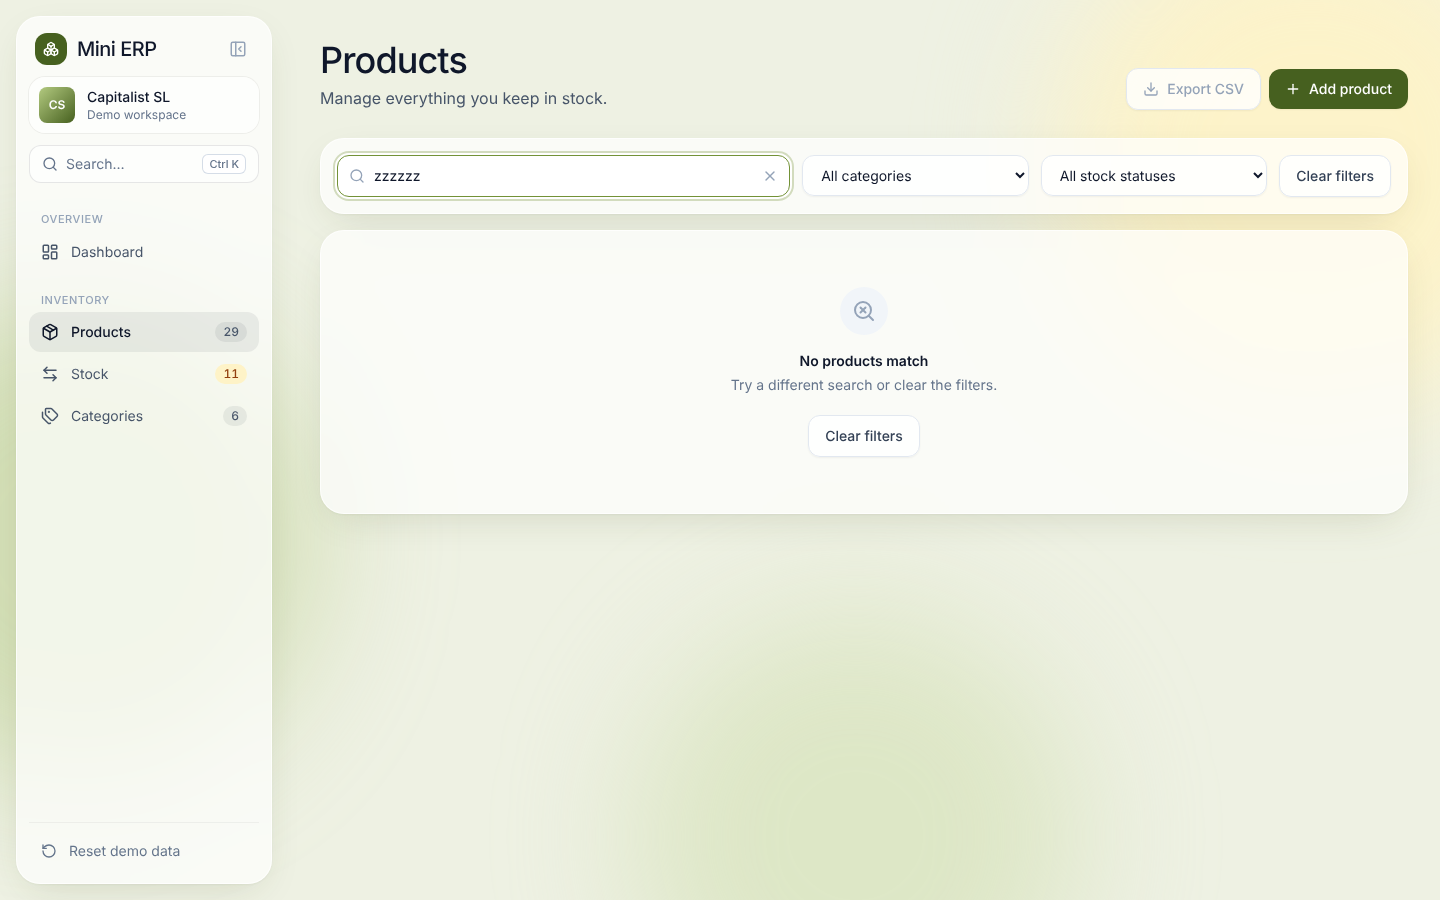 Mini ERP
CS
Capitalist SL
Demo workspace
Search...
Ctrl K
OVERVIEW
Dashboard
INVENTORY
Products
29
Stock
11
Categories
6
Reset demo data
Products
Manage everything you keep in stock.
Export CSV
Add product
zzzzzz
All categories
All stock statuses
Clear filters
No products match
Try a different search or clear the filters.
Clear filters